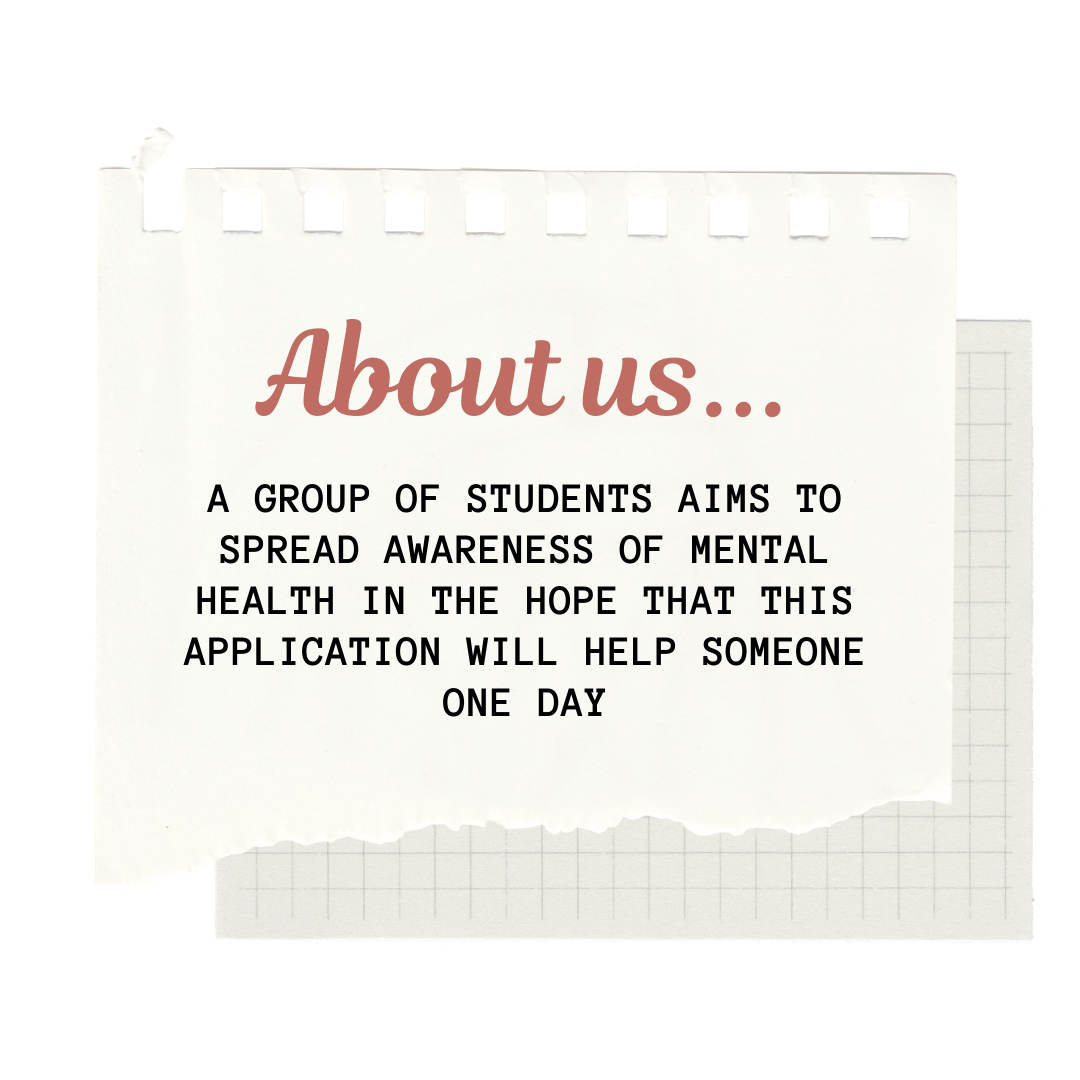 About us...
A GROUP OF STUDENTS AIMS TO
SPREAD AWARENESS OF MENTAL
HEALTH IN THE HOPE THAT THIS
APPLICATION WILL HELP SOMEONE
ONE DAY